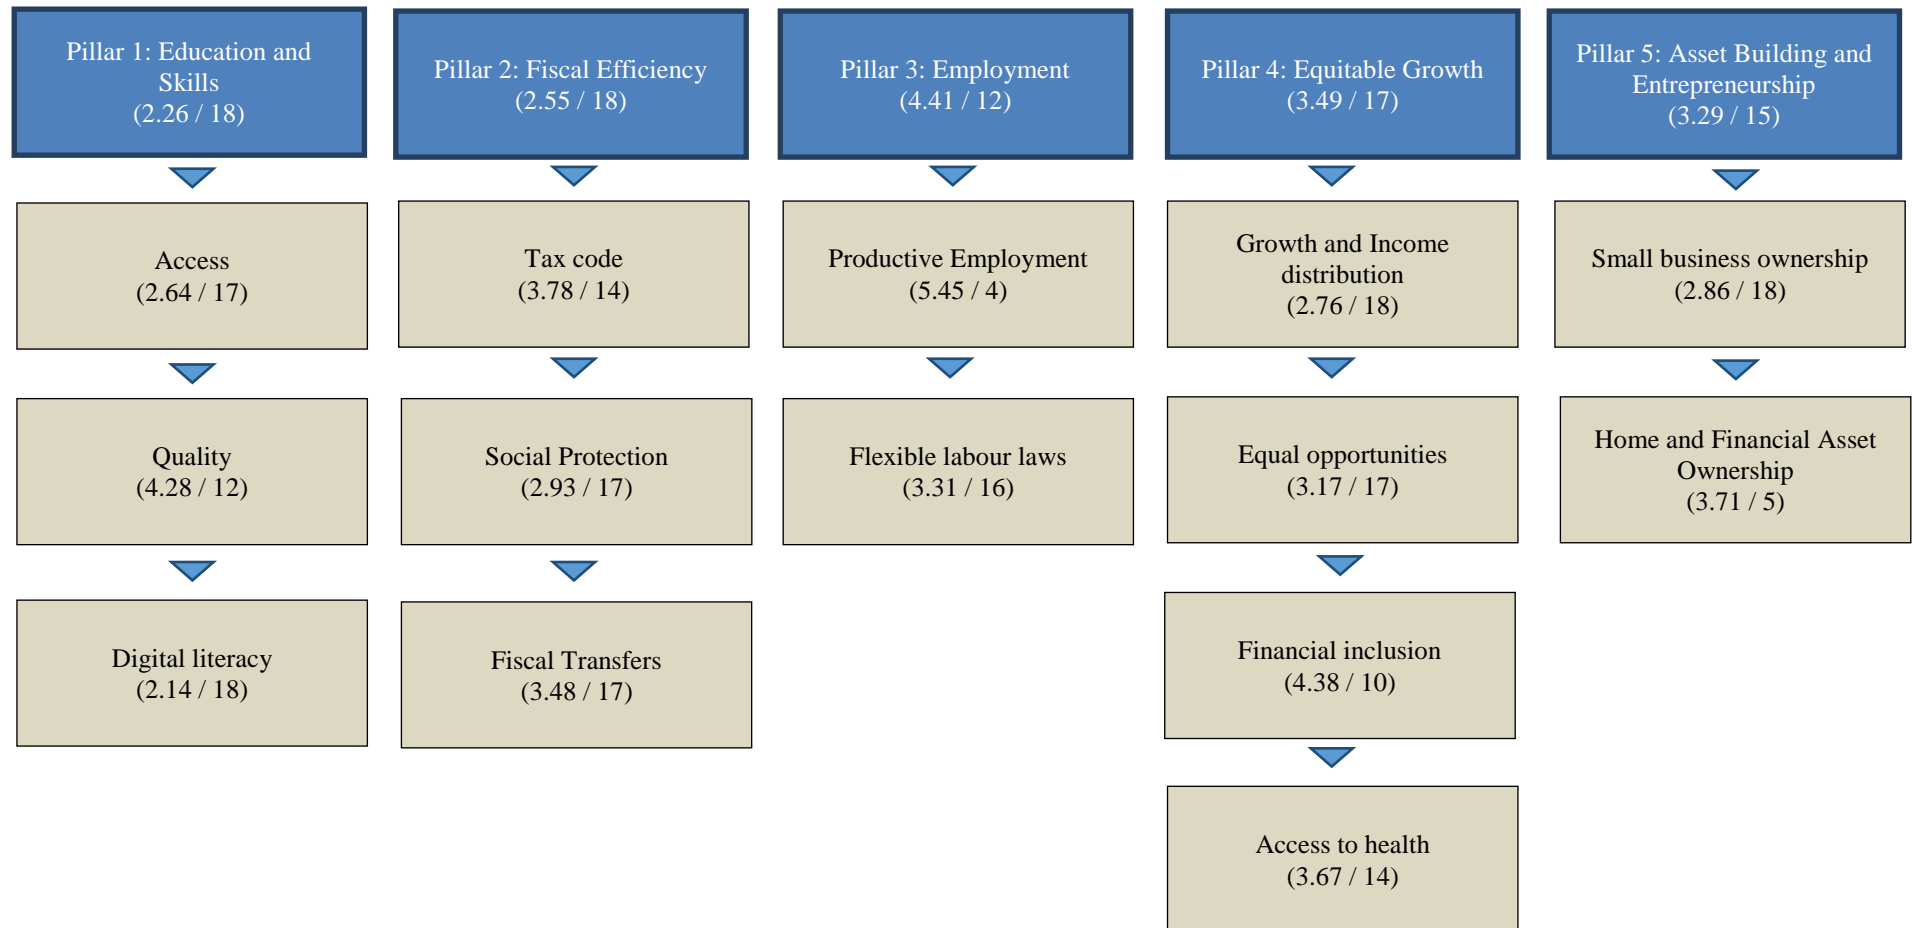 Pillar 1: Education and
Skills
(2.26 / 18)
Access
(2.64 / 17)
Quality
(4.28 / 12)
Digital literacy
(2.14 / 18)
Pillar 2: Fiscal Efficiency
(2.55 / 18)
Tax code
(3.78 / 14)
Social Protection
(2.93 / 17)
Fiscal Transfers
(3.48 / 17)
Pillar 3: Employment
(4.41 / 12)
Productive Employment
(5.45 / 4)
Flexible labour laws
(3.31 / 16)
Pillar 4: Equitable Growth
(3.49 / 17)
Growth and Income
distribution
(2.76 / 18)
Equal opportunities
(3.17 / 17)
Financial inclusion
(4.38 / 10)
Access to health
(3.67 / 14)
Pillar 5: Asset Building and
Entrepreneurship
(3.29 / 15)
Small business ownership
(2.86 / 18)
Home and Financial Asset
Ownership
(3.71 / 5)